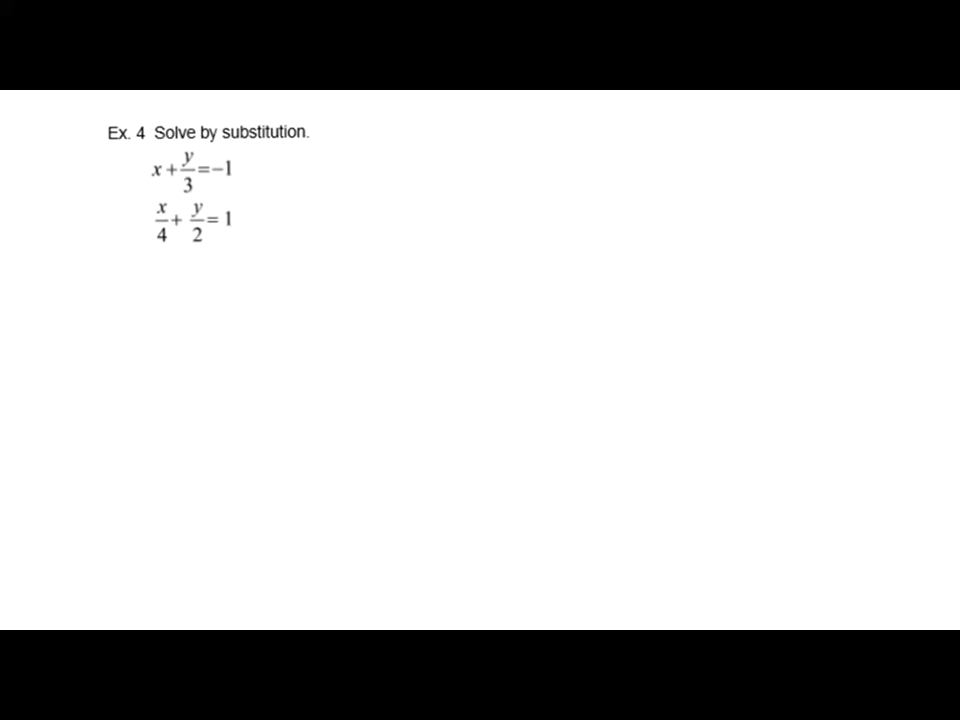 Ex. 4 Solve by substitution.
x + y/3 = -1
x/4 + y/2 = 1